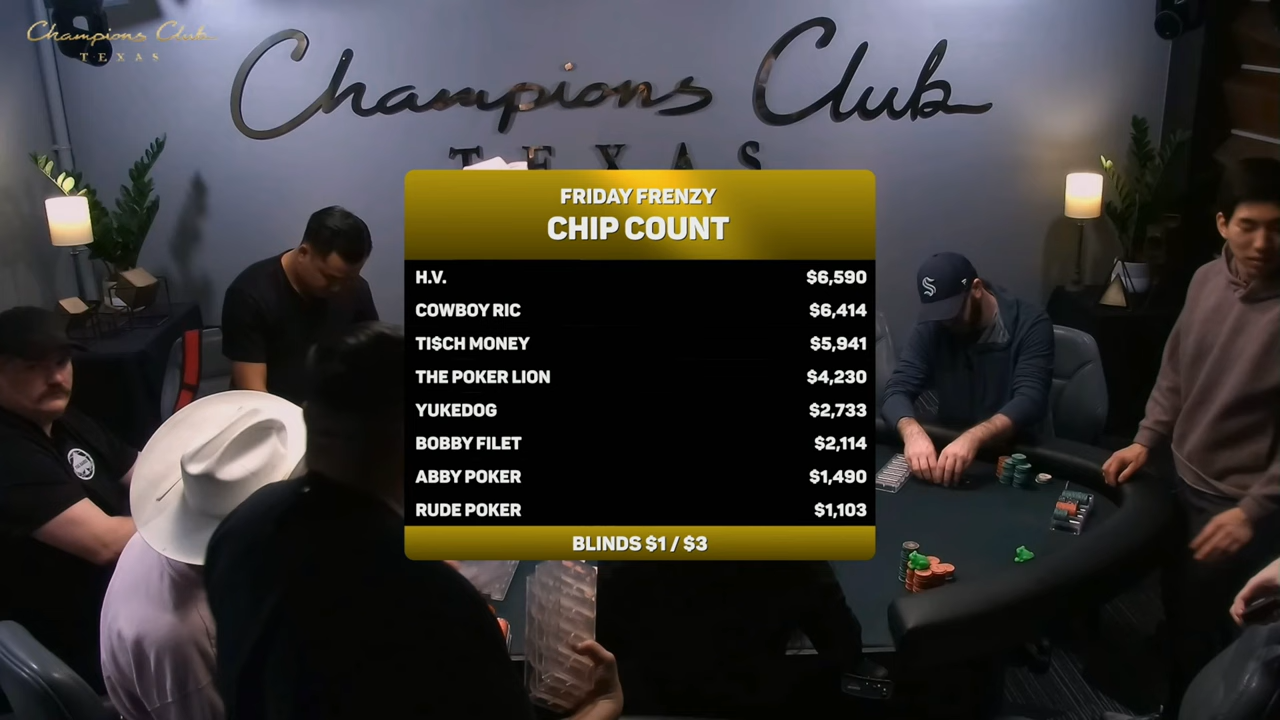 Champions Club
TEXAS
Champions Club
TEXAS
FRIDAY FRENZY
CHIP COUNT
H.V. $6,590
COWBOY RIC $6,414
TI$CH MONEY $5,941
THE POKER LION $4,230
YUKEDOG $2,733
BOBBY FILET $2,114
ABBY POKER $1,490
RUDE POKER $1,103
BLINDS $1 / $3
S